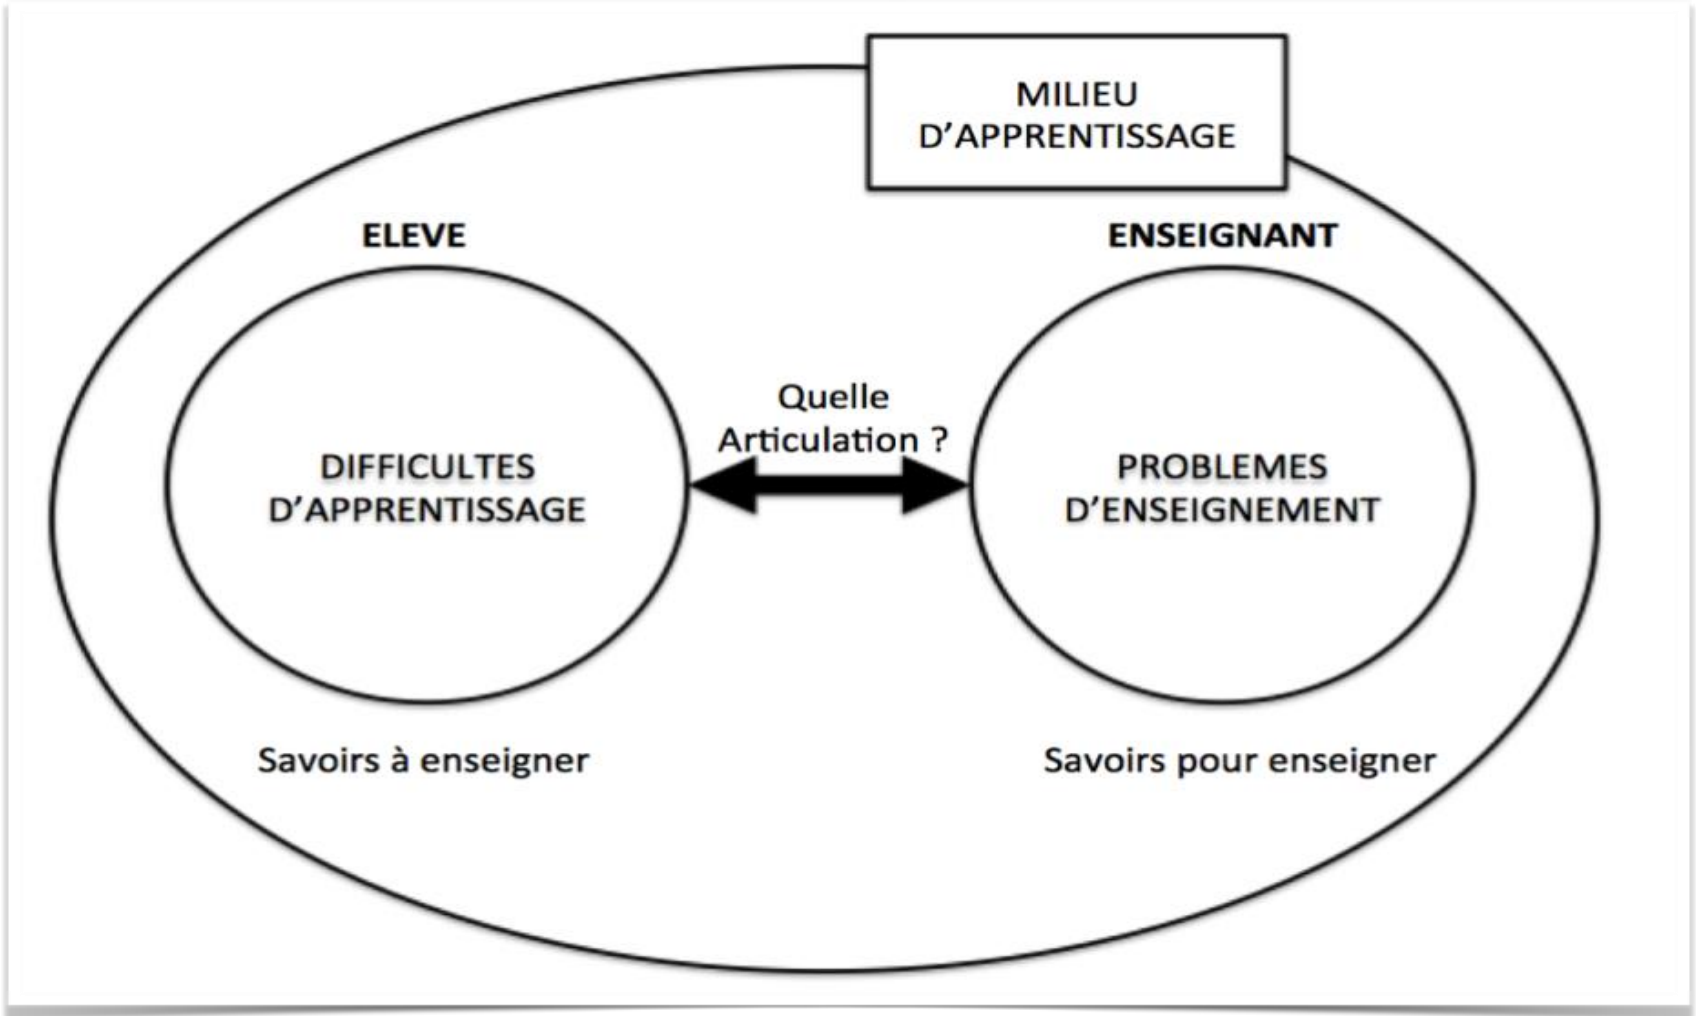 MILIEU
D’APPRENTISSAGE
ELEVE
ENSEIGNANT
Quelle
Articulation ?
DIFFICULTES
D’APPRENTISSAGE
PROBLEMES
D’ENSEIGNEMENT
Savoirs à enseigner
Savoirs pour enseigner